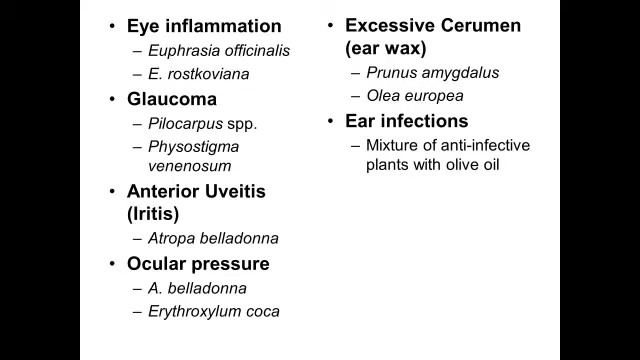 • Eye inflammation
– Euphrasia officinalis
– E. rostkoviana
• Glaucoma
– Pilocarpus spp.
– Physostigma
venenosum
• Anterior Uveitis
(Iritis)
– Atropa belladonna
• Ocular pressure
– A. belladonna
– Erythroxylum coca
• Excessive Cerumen
(ear wax)
– Prunus amygdalus
– Olea europea
• Ear infections
– Mixture of anti-infective
plants with olive oil